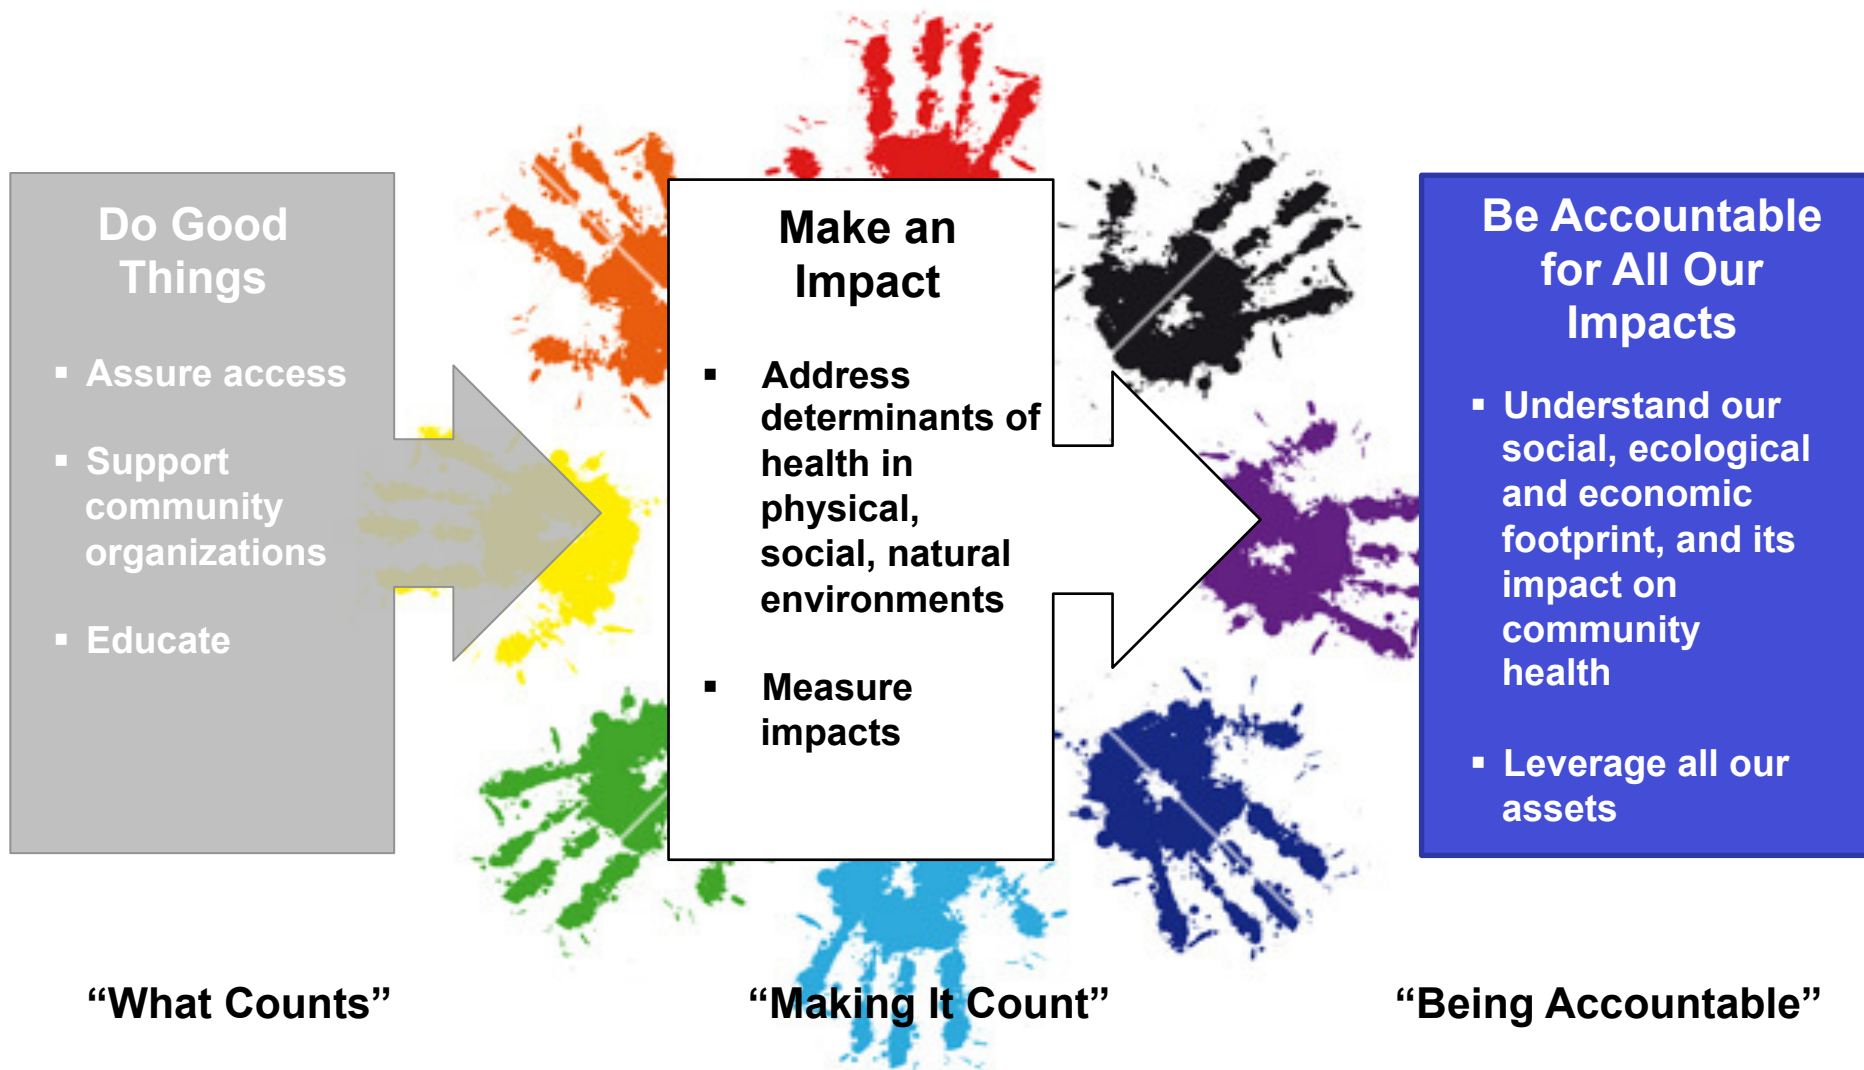 Do Good
Things
▪ Assure access
▪ Support
community
organizations
▪ Educate
Make an
Impact
▪ Address
determinants of
health in
physical,
social, natural
environments
▪ Measure
impacts
Be Accountable
for All Our
Impacts
▪ Understand our
social, ecological
and economic
footprint, and its
impact on
community
health
▪ Leverage all our
assets
“What Counts”
“Making It Count”
“Being Accountable”